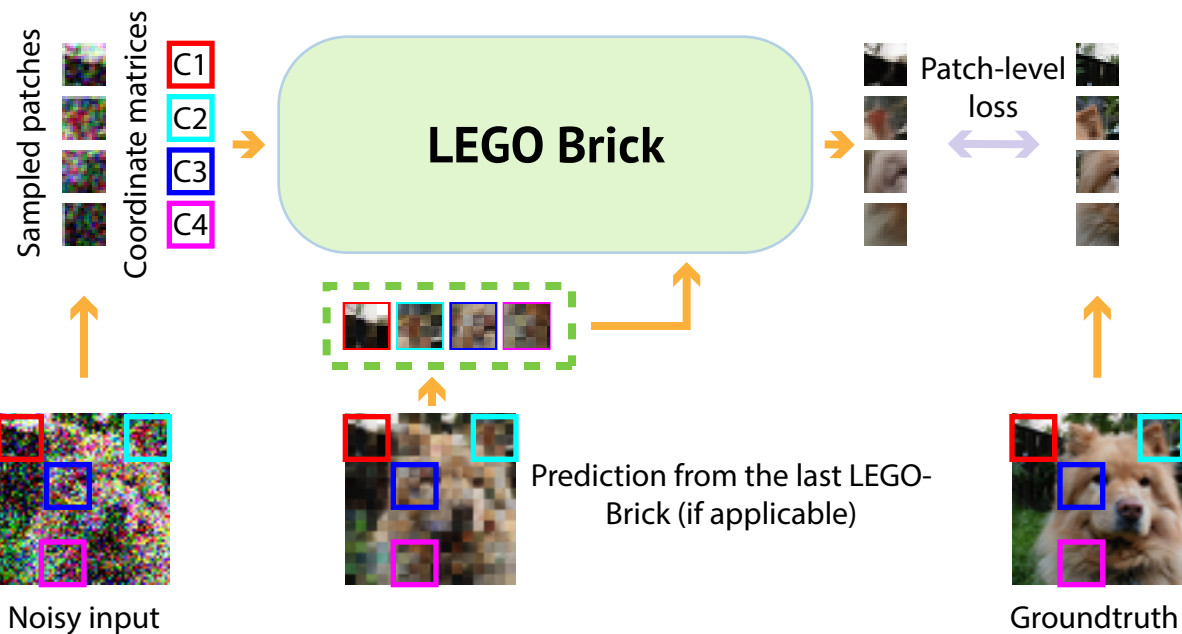 Sampled patches
Coordinate matrices
C1
C2
C3
C4
LEGO Brick
Patch-level
loss
Prediction from the last LEGO-
Brick (if applicable)
Noisy input
Groundtruth